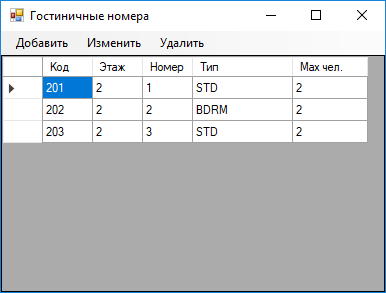 Гостиничные номера
Добавить Изменить Удалить
Код Этаж Номер Тип Мах чел.
201 2 1 STD 2
202 2 2 BDRM 2
203 2 3 STD 2